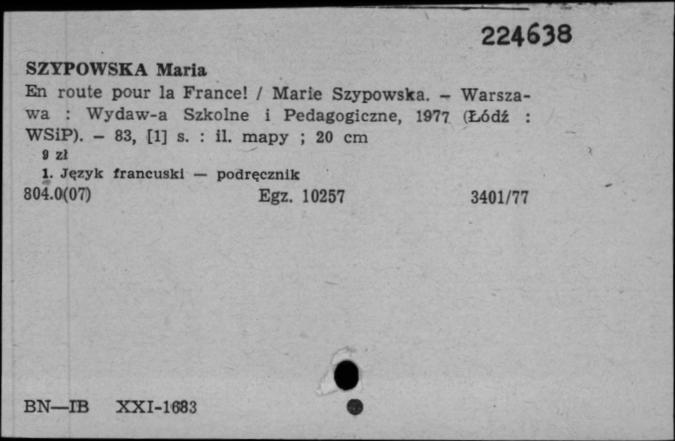 224638
SZYPOWSKA Maria
En route pour la France! / Marie Szypowska. — Warsza-
wa : Wydaw-a Szkolne i Pedagogiczne, 1977 (Łódź :
WSiP). — 83, [1] s. : il. mapy ; 20 cm
9 zł
1. Język francuski — podręcznik
804.0(07) Egz. 10257 3401/77
BN—IB XXI-1683